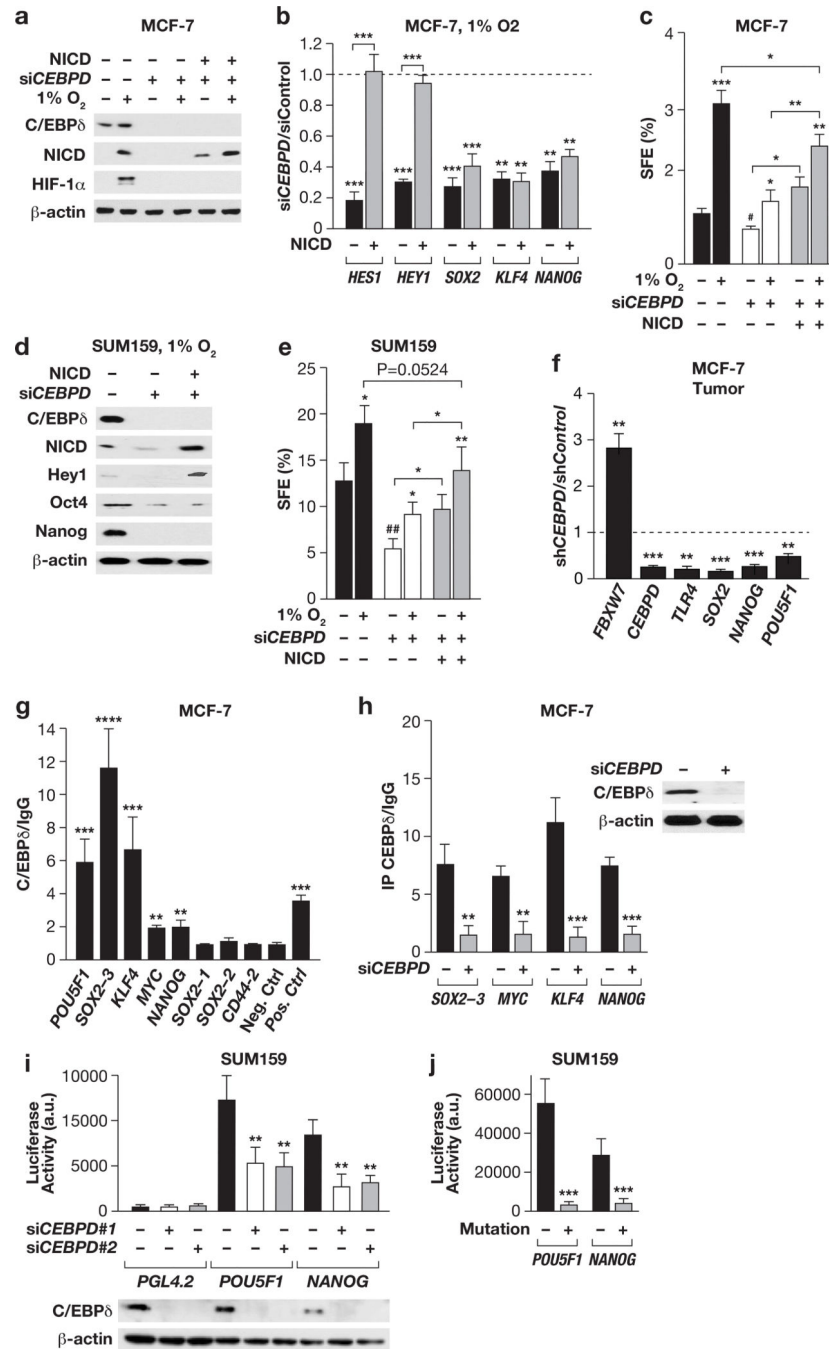 a
MCF-7
NICD – – – – + +
siCEBPD – – + + + +
1% O2 – + – + – +
C/EBPδ
NICD
HIF-1α
β-actin
b
MCF-7, 1% O2
siCEBPD/siControl
1.2
1.0
0.8
0.6
0.4
0.2
0
*** *** *** *** *** *** ** ** ** **
*** ***
NICD – + – + – + – + – +
HES1 HEY1 SOX2 KLF4 NANOG
c
MCF-7
SFE (%)
4
3
2
0
*** # * **
* ** *
1% O2 – + – + – +
siCEBPD – – + + + +
NICD – – – – + +
d
SUM159, 1% O2
NICD – – +
siCEBPD – + +
C/EBPδ
NICD
Hey1
Oct4
Nanog
β-actin
e
SUM159
P=0.0524
SFE (%)
25
20
15
10
5
0
* ## * **
* *
1% O2 – + – + – +
siCEBPD – – + + + +
NICD – – – – + +
f
MCF-7
Tumor
shCEBPD/shControl
4
3
2
1
0
** *** ** *** *** **
FBXW7 CEBPD TLR4 SOX2 NANOG POU5F1
g
MCF-7
C/EBPδ/IgG
14
12
10
8
6
4
2
0
*** **** *** ** ** ***
POU5F1 SOX2–3 KLF4 MYC NANOG SOX2–1 SOX2–2 CD44-2 Neg. Ctrl Pos. Ctrl
h
MCF-7
IP CEBPδ/IgG
20
15
10
5
0
** ** *** ***
siCEBPD – + – + – + – +
SOX2–3 MYC KLF4 NANOG
siCEBPD – +
C/EBPδ
β-actin
i
SUM159
Luciferase
Activity (a.u.)
10000
15000
5000
0
** ** ** **
siCEBPD#1 – + – – + – – + –
siCEBPD#2 – – + – – + – – +
PGL4.2 POU5F1 NANOG
C/EBPδ
β-actin
j
SUM159
Luciferase
Activity (a.u.)
60000
40000
20000
0
*** ***
Mutation – + – +
POU5F1 NANOG